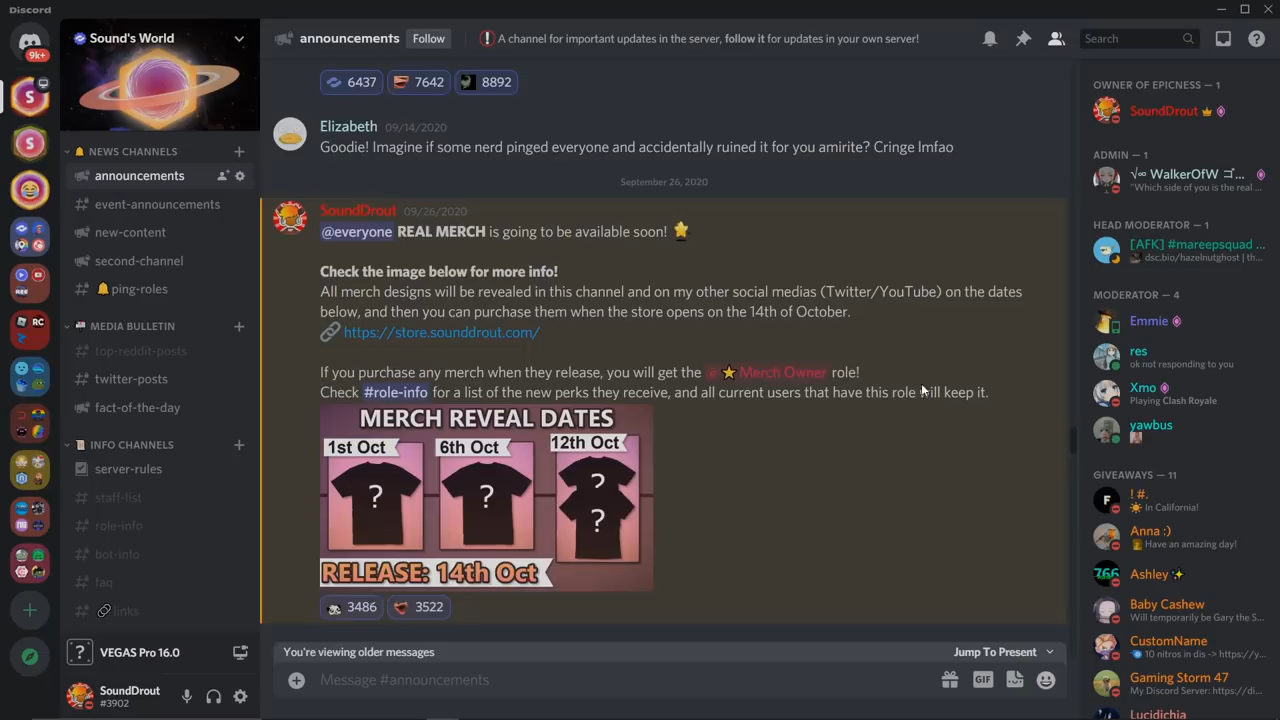 Discord
9k+
S
S
RC
Sound's World
NEWS CHANNELS
announcements
event-announcements
new-content
second-channel
ping-roles
MEDIA BULLETIN
top-reddit-posts
twitter-posts
fact-of-the-day
INFO CHANNELS
server-rules
staff-list
role-info
bot-info
faq
links
VEGAS Pro 16.0
SoundDrout
#3902
announcements
Follow
A channel for important updates in the server, follow it for updates in your own server!
Search
6437
7642
8892
Elizabeth 09/14/2020
Goodie! Imagine if some nerd pinged everyone and accidentally ruined it for you amirite? Cringe lmfao
September 26, 2020
SoundDrout 09/26/2020
@everyone REAL MERCH is going to be available soon!
Check the image below for more info!
All merch designs will be revealed in this channel and on my other social medias (Twitter/YouTube) on the dates
below, and then you can purchase them when the store opens on the 14th of October.
https://store.sounddrout.com/
If you purchase any merch when they release, you will get the Merch Owner role!
Check #role-info for a list of the new perks they receive, and all current users that have this role will keep it.
MERCH REVEAL DATES
1st Oct
6th Oct
12th Oct
?
?
?
?
RELEASE: 14th Oct
3486
3522
You're viewing older messages
Jump To Present
Message #announcements
GIF
OWNER OF EPICNESS — 1
SoundDrout
ADMIN — 1
√∞ WalkerOfW ゴ...
"Which side of you is the real ...
HEAD MODERATOR — 1
[AFK] #mareepsquad ...
dsc.bio/hazelnutghost | th...
MODERATOR — 4
Emmie
res
ok not responding to you
Xmo
Playing Clash Royale
yawbus
GIVEAWAYS — 11
F
! #.
In California!
Anna :)
Have an amazing day!
766
Ashley
Baby Cashew
Will temporarily be Gary the S...
CustomName
10 nitros in dis -> https://y...
Gaming Storm 47
My Discord Server: https://di...
Lucidichia